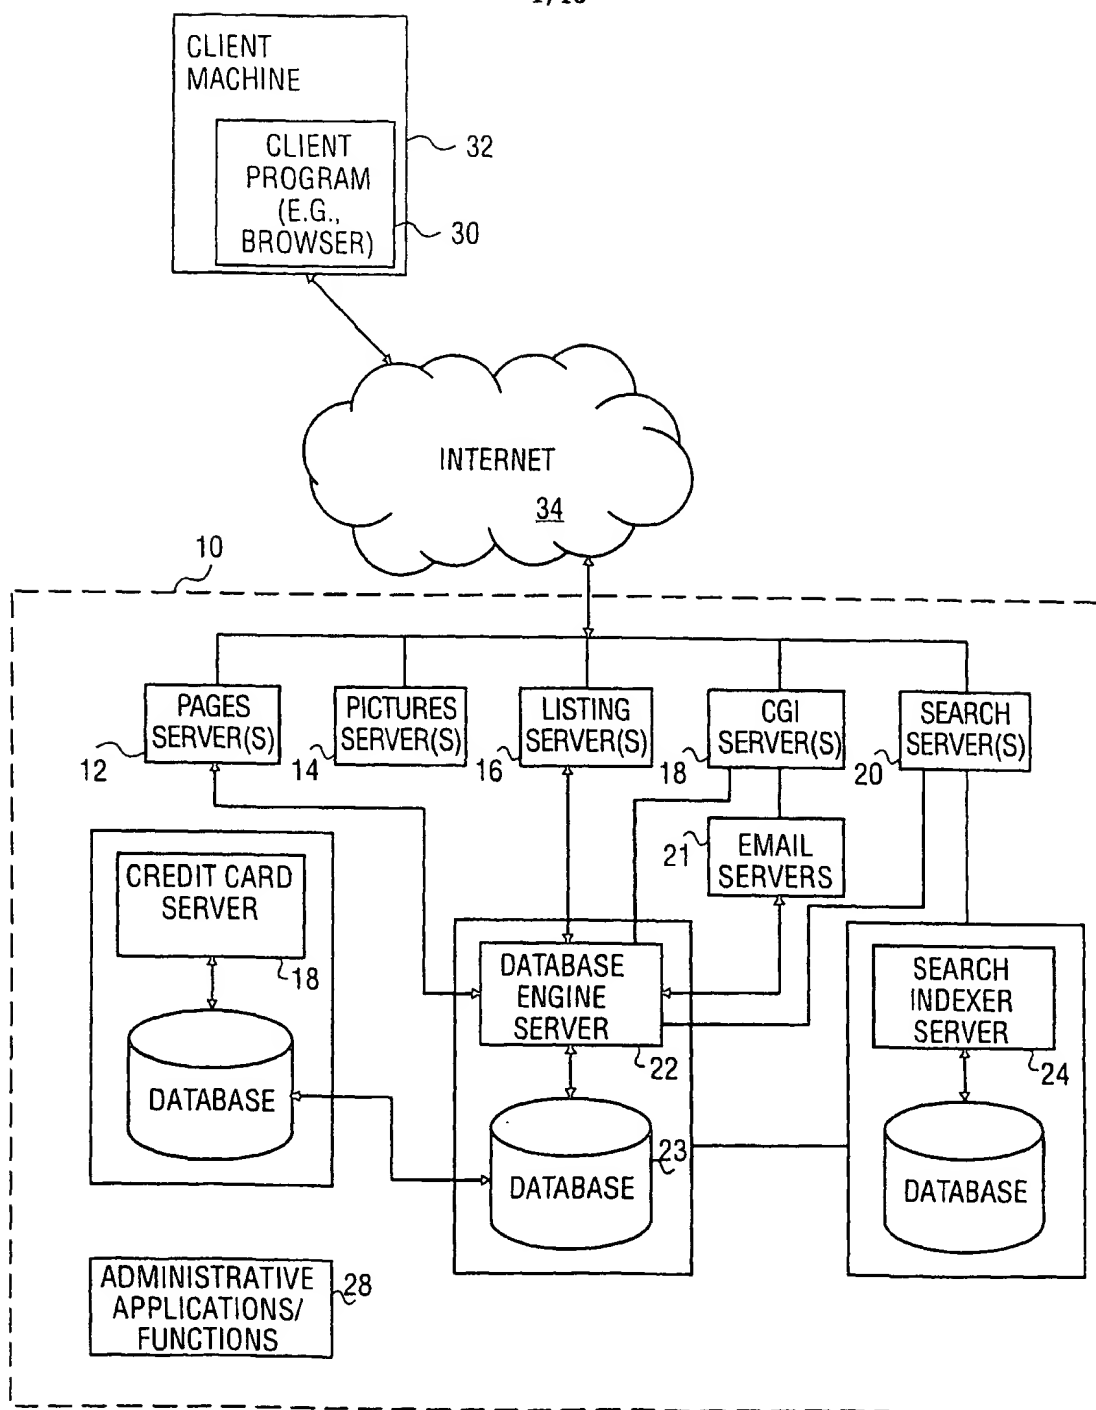 CLIENT
MACHINE
CLIENT
PROGRAM
(E.G.,
BROWSER)
32
30
INTERNET
34
10
PAGES
SERVER(S)
12
PICTURES
SERVER(S)
14
LISTING
SERVER(S)
16
CGI
SERVER(S)
18
SEARCH
SERVER(S)
20
21
EMAIL
SERVERS
CREDIT CARD
SERVER
18
DATABASE
DATABASE
ENGINE
SERVER
22
23
DATABASE
SEARCH
INDEXER
SERVER
24
DATABASE
ADMINISTRATIVE
APPLICATIONS/
FUNCTIONS
28